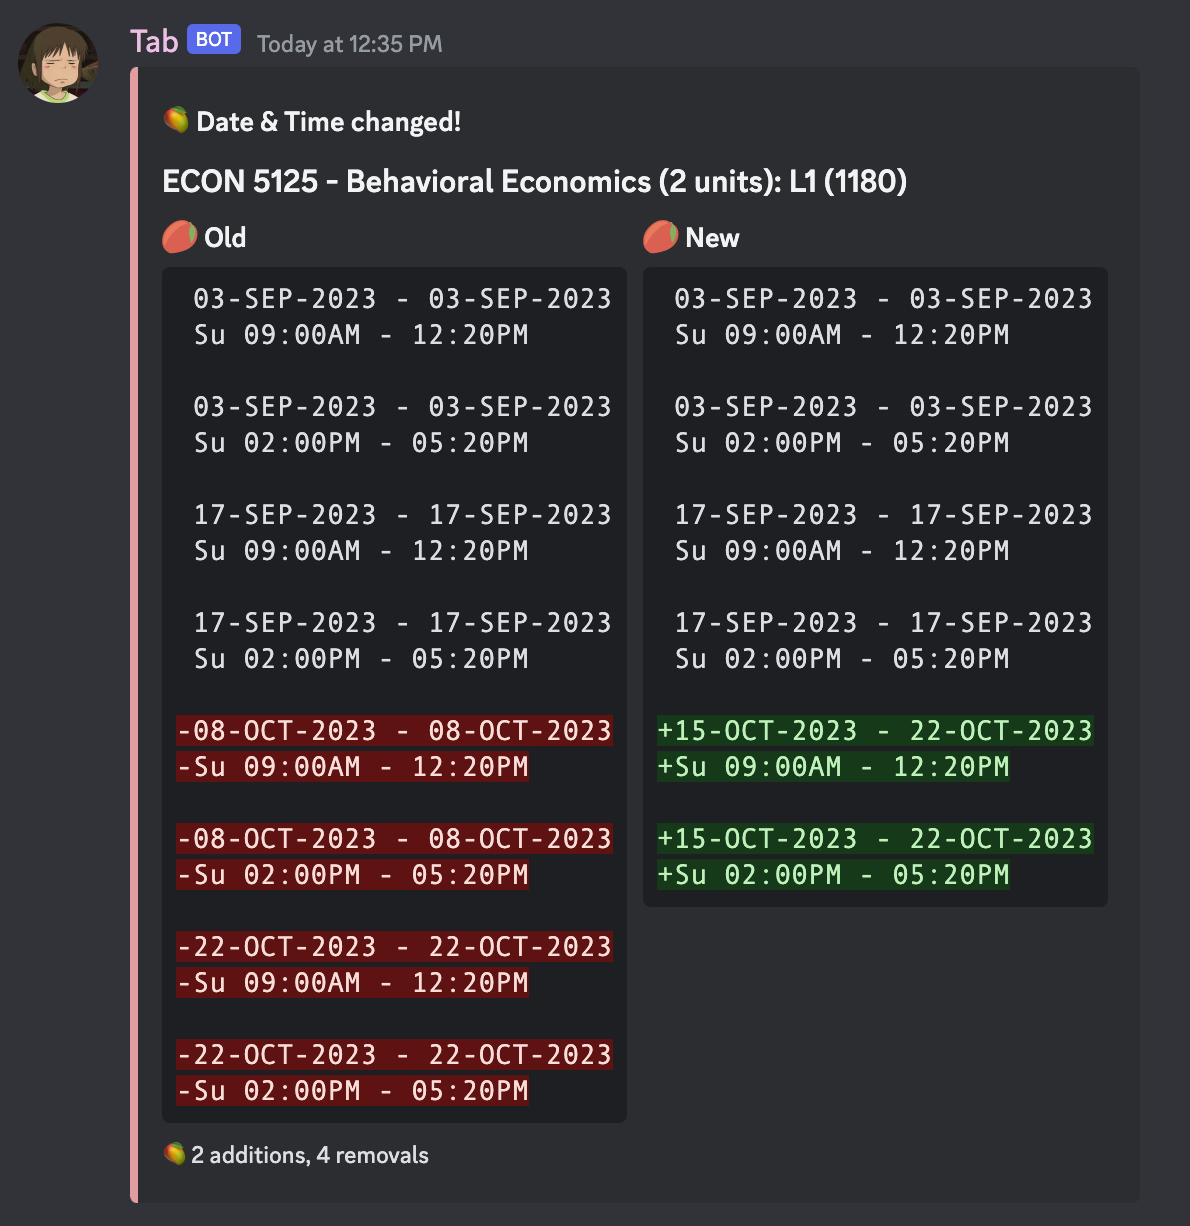 Tab BOT Today at 12:35 PM
Date & Time changed!
ECON 5125 - Behavioral Economics (2 units): L1 (1180)
Old
03-SEP-2023 - 03-SEP-2023
Su 09:00AM - 12:20PM
03-SEP-2023 - 03-SEP-2023
Su 02:00PM - 05:20PM
17-SEP-2023 - 17-SEP-2023
Su 09:00AM - 12:20PM
17-SEP-2023 - 17-SEP-2023
Su 02:00PM - 05:20PM
-08-OCT-2023 - 08-OCT-2023
-Su 09:00AM - 12:20PM
-08-OCT-2023 - 08-OCT-2023
-Su 02:00PM - 05:20PM
-22-OCT-2023 - 22-OCT-2023
-Su 09:00AM - 12:20PM
-22-OCT-2023 - 22-OCT-2023
-Su 02:00PM - 05:20PM
New
03-SEP-2023 - 03-SEP-2023
Su 09:00AM - 12:20PM
03-SEP-2023 - 03-SEP-2023
Su 02:00PM - 05:20PM
17-SEP-2023 - 17-SEP-2023
Su 09:00AM - 12:20PM
17-SEP-2023 - 17-SEP-2023
Su 02:00PM - 05:20PM
+15-OCT-2023 - 22-OCT-2023
+Su 09:00AM - 12:20PM
+15-OCT-2023 - 22-OCT-2023
+Su 02:00PM - 05:20PM
2 additions, 4 removals